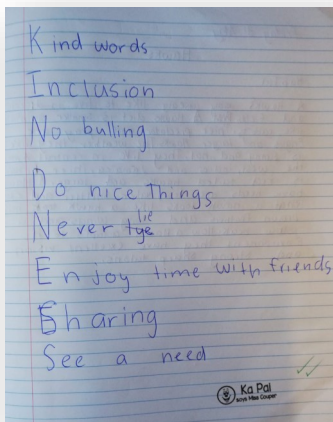 Kind words
Inclusion
No bulling
Do nice Things
lie
Never tye
Enjoy time with friends
Sharing
See a need
Ka Pai
says Miss Couper